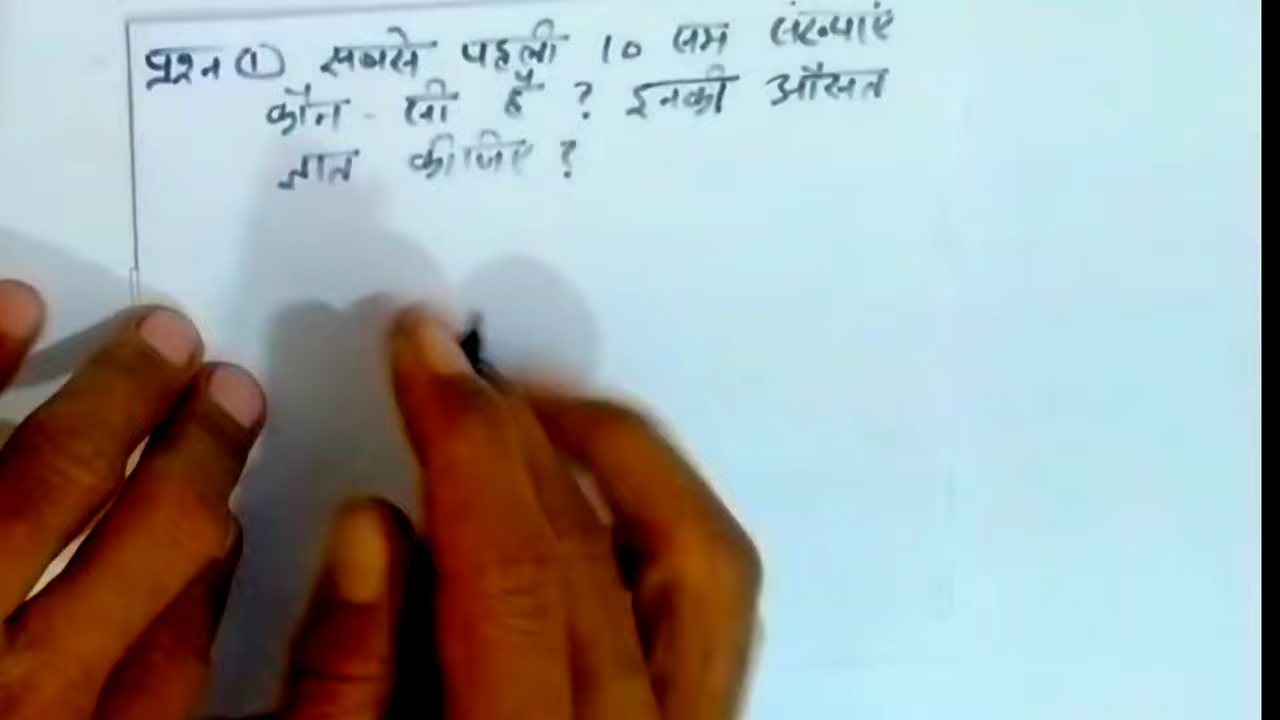 प्रश्न ① सबसे पहली 10 सम संख्याएं
कौन - सी है ? इनकी औसत
ज्ञात कीजिए ?